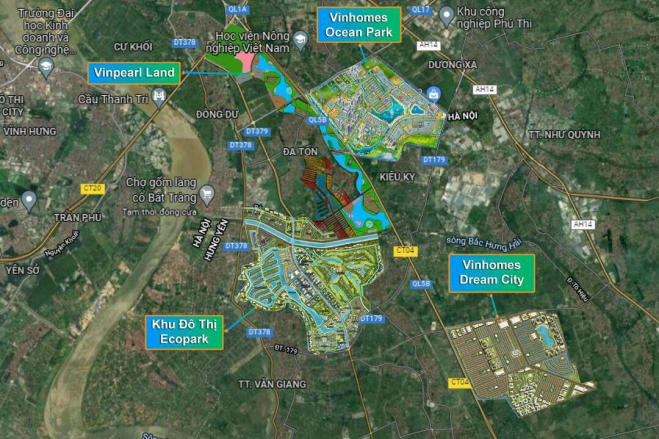 Trường Đại
học Kinh
doanh và
Công nghệ...
QL1A
CỰ KHỐI
DT378
Học viện Nông
nghiệp Việt Nam
Vinhomes
Ocean Park
QL17
Khu công
nghiệp Phú Thị
AH14
DƯƠNG XÁ
Vinpearl Land
AH14
Cầu Thanh Trì
CITY
VĨNH HƯNG
ĐÔNG DƯ
QL5B
HÀ NỘI
DT379
DT378
ĐA TỐN
DT179
TT. NHƯ QUỲNH
KIÊU KỴ
CT20
Chợ gốm làng
cổ Bát Tràng
Tạm thời đóng cửa
TRẦN PHÚ
Nguyễn Khoái
YÊN SỞ
HÀ NỘI
HƯNG YÊN
DT378
AH14
CT04
sông Bắc Hưng Hải
QL5B
Vinhomes
Dream City
Khu Đô Thị
Ecopark
DT179
DT378
ĐT. 179
CT04
TT. VĂN GIANG